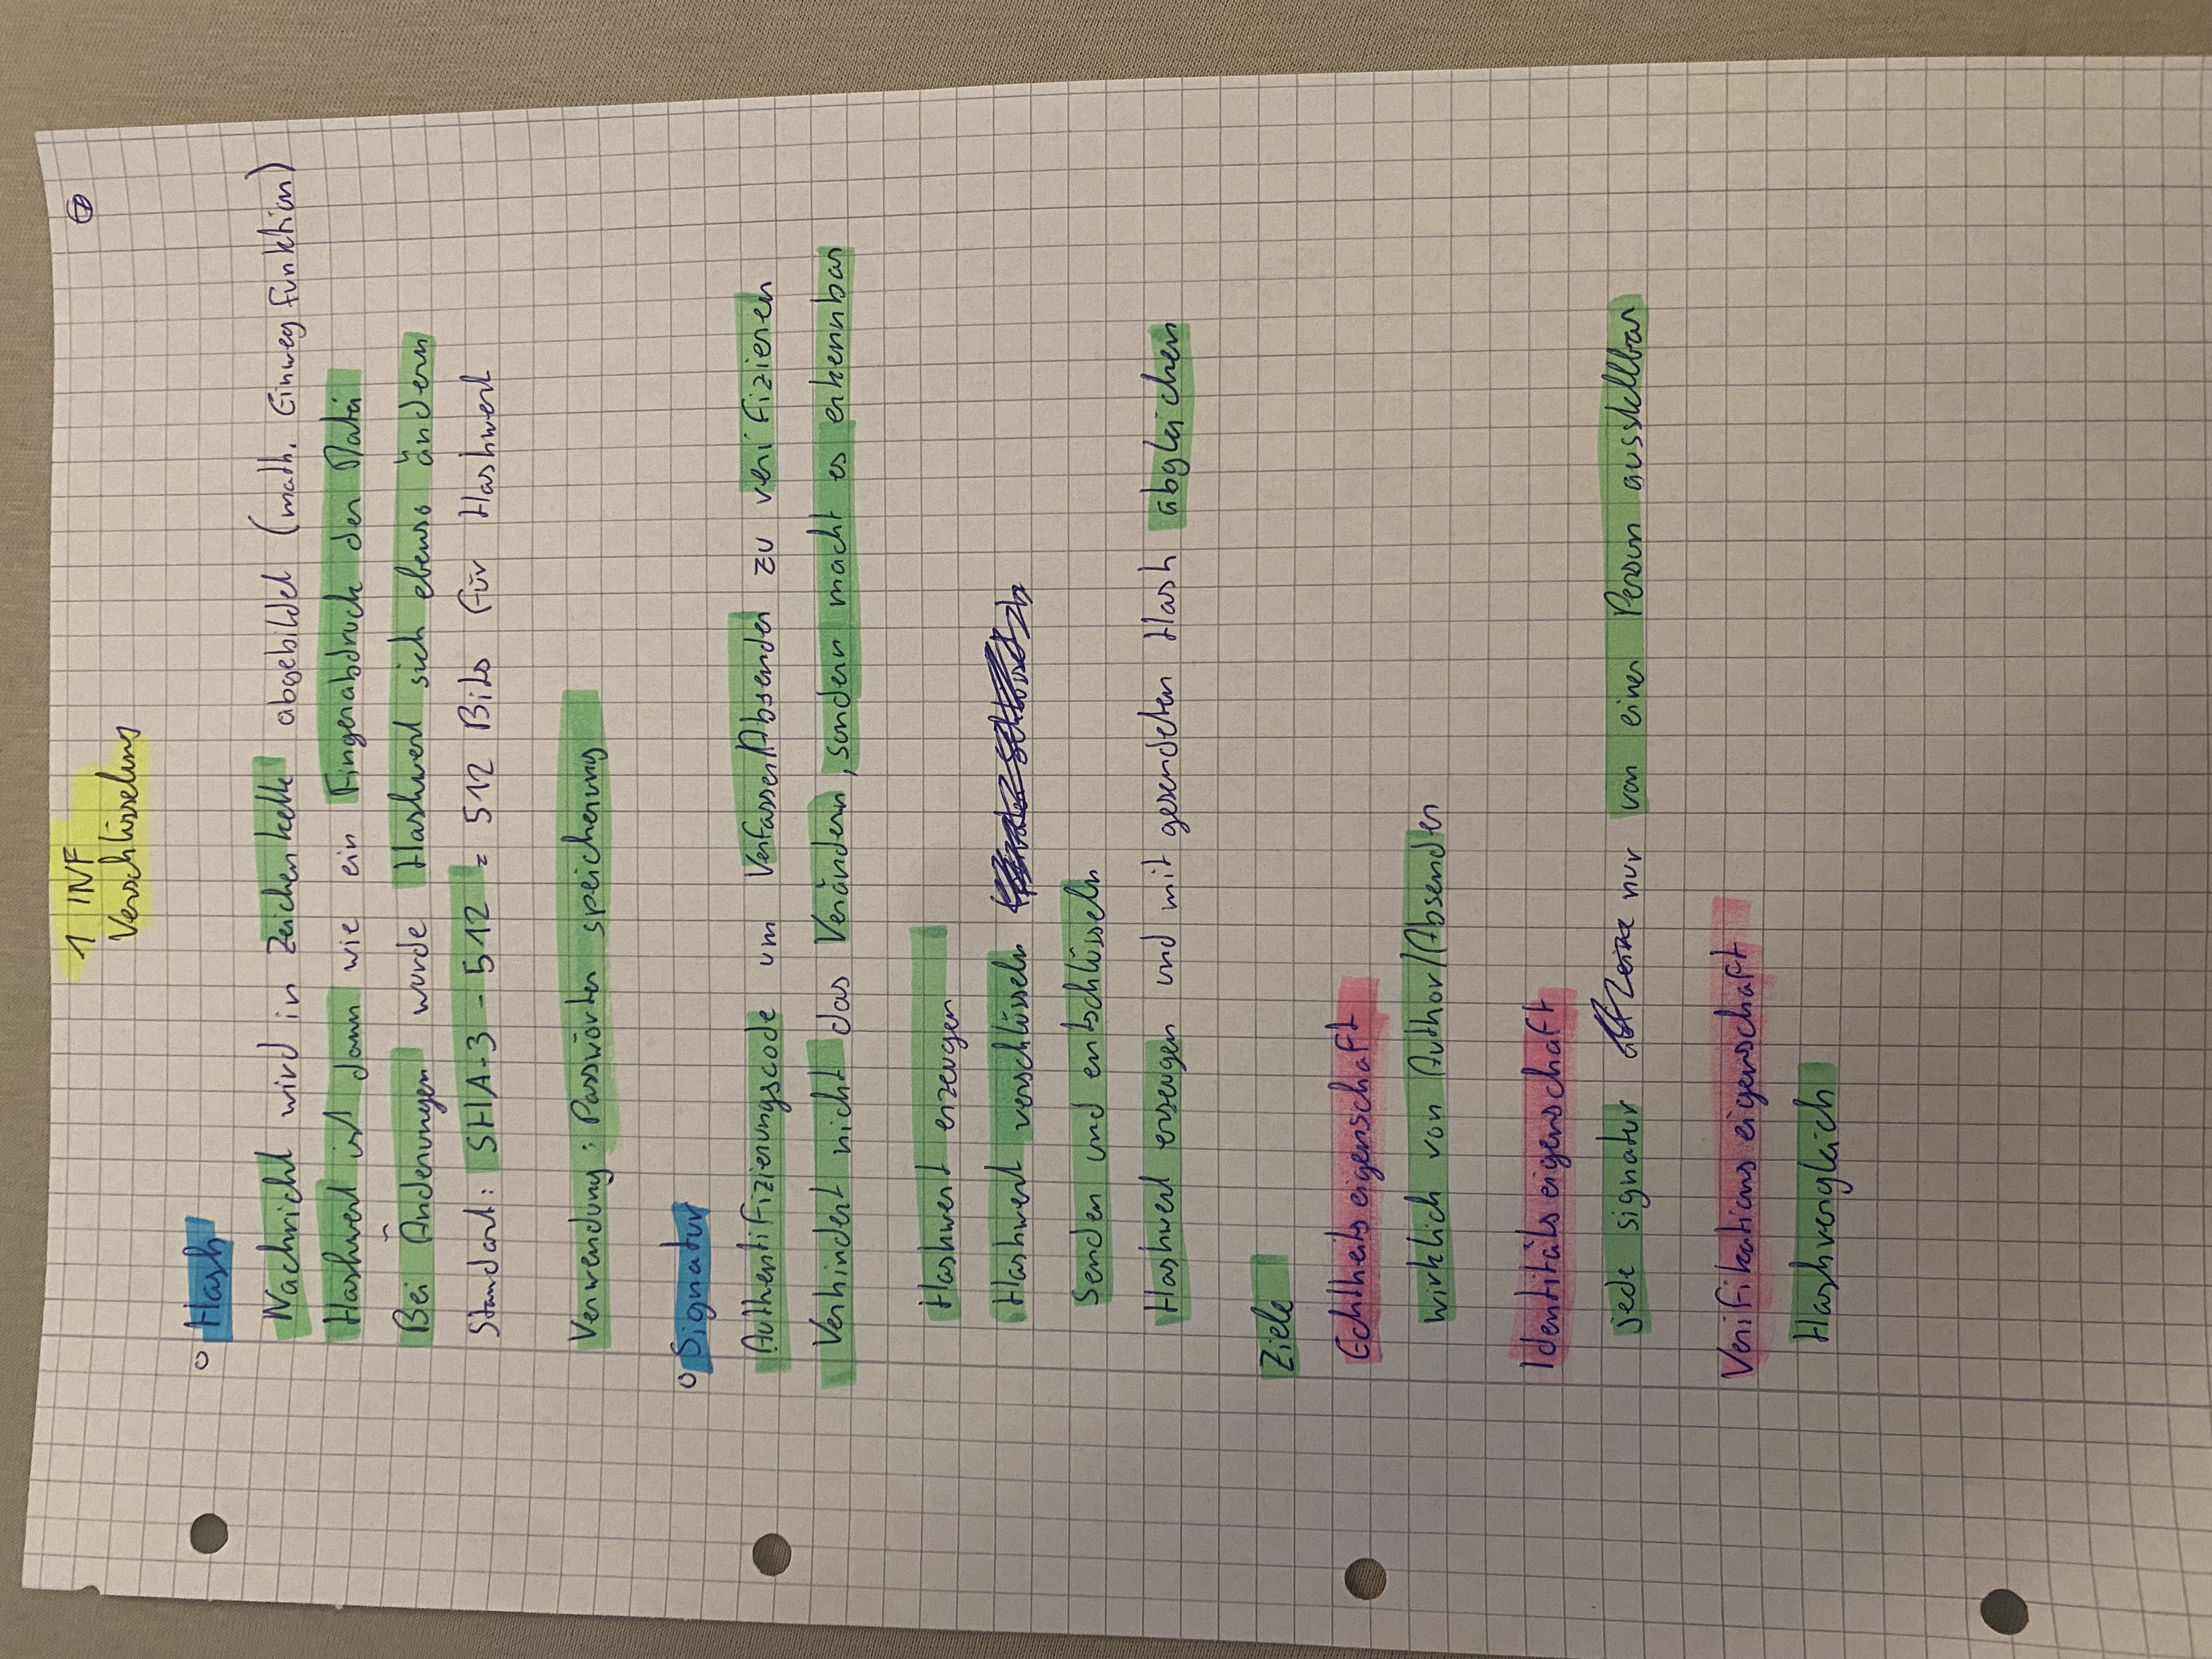 1 INF
Verschlüsselung
Hash
Nachricht wird in Zeichenkette abgebildet (math. Einwegfunktion)
Hashwert ist dann wie ein Fingerabdruck der Datei
Bei Änderungen wurde Hashwert sich ebenso ändern
Standart: SHA-3-512 = 512 Bits für Hashwert
Verwendung: Passwörter speicherung
Signatur
Authentifizierungscode um Verfasser/Absender zu verifizieren
Verhindert nicht das Verändern, sondern macht es erkennbar
Hashwert erzeugen
Hashwert verschlüsseln
Senden und entschlüsseln
Hashwert erzeugen und mit gesendeten Hash abgleichen
Ziele
Echtheitseigenschaft
wirklich von Author/Absender
Identitätseigenschaft
jede signatur nur von einer Person ausstellbar
Verifikationseigenschaft
Hashvergleich